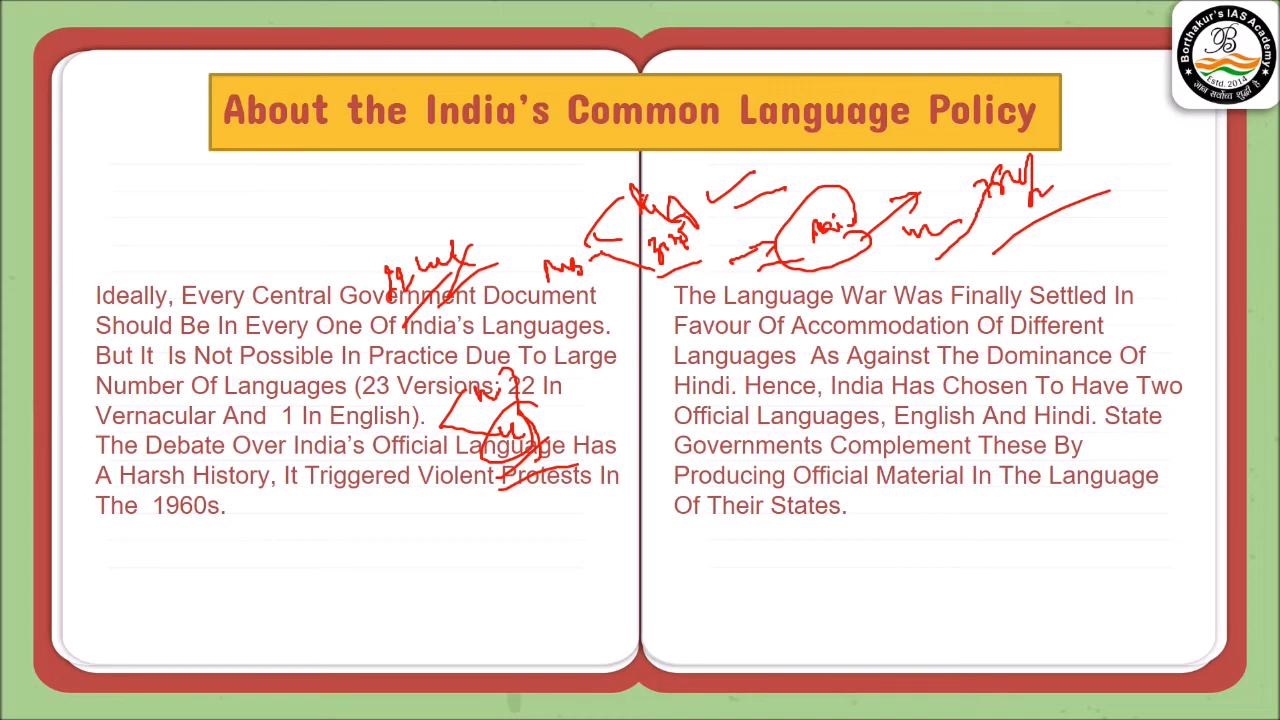 Borthakur's IAS Academy
B
Estd. 2014
ज्ञान सर्वोच्च शुद्धी है
About the India's Common Language Policy
Ideally, Every Central Government Document
Should Be In Every One Of India's Languages.
But It Is Not Possible In Practice Due To Large
Number Of Languages (23 Versions; 22 In
Vernacular And 1 In English).
The Debate Over India's Official Language Has
A Harsh History, It Triggered Violent Protests In
The 1960s.
The Language War Was Finally Settled In
Favour Of Accommodation Of Different
Languages As Against The Dominance Of
Hindi. Hence, India Has Chosen To Have Two
Official Languages, English And Hindi. State
Governments Complement These By
Producing Official Material In The Language
Of Their States.